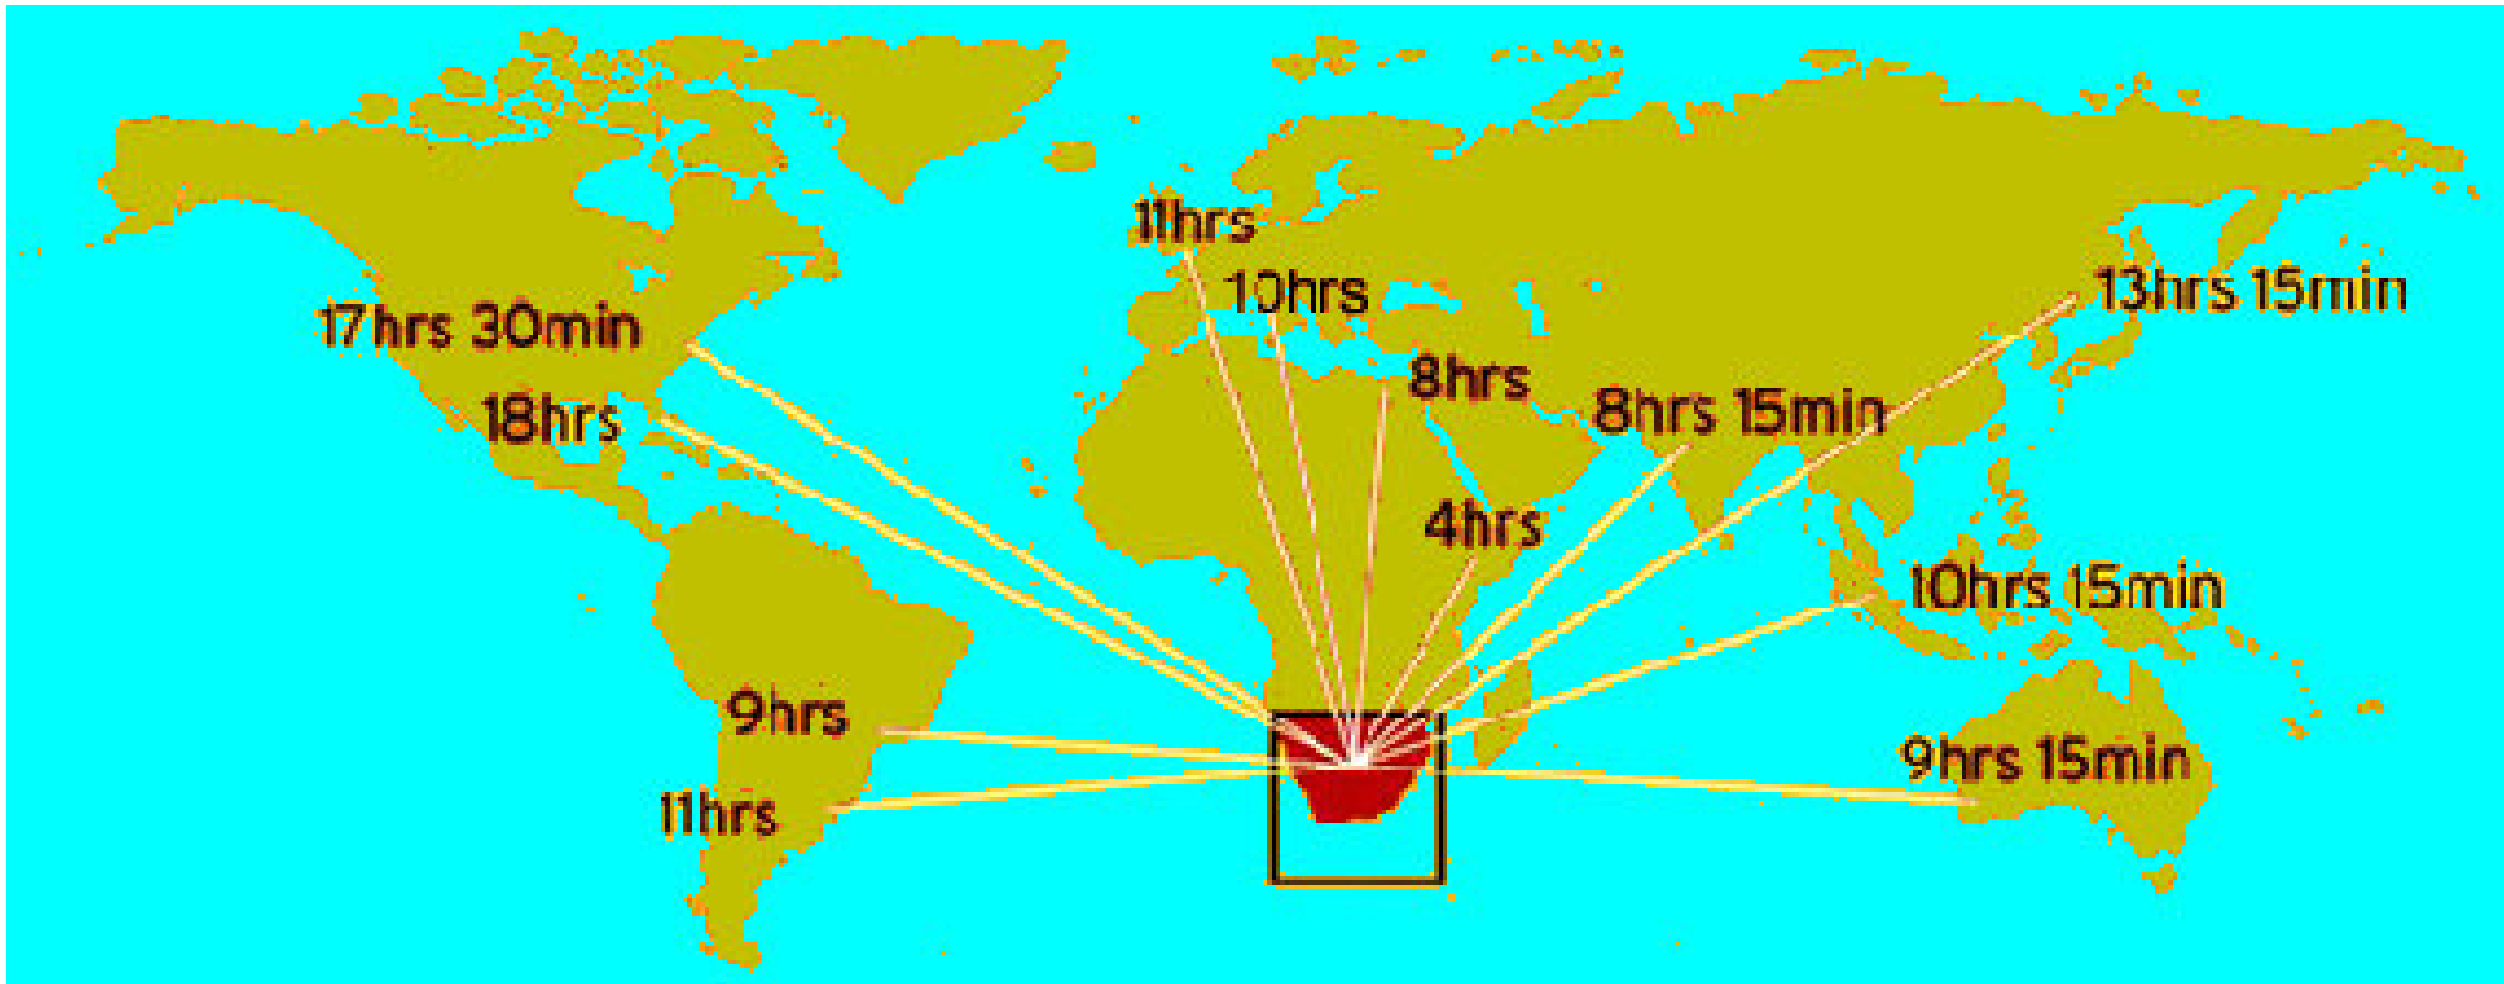 11hrs
10hrs
13hrs 15min
17hrs 30min
8hrs
8hrs 15min
18hrs
4hrs
10hrs 15min
9hrs
9hrs 15min
11hrs